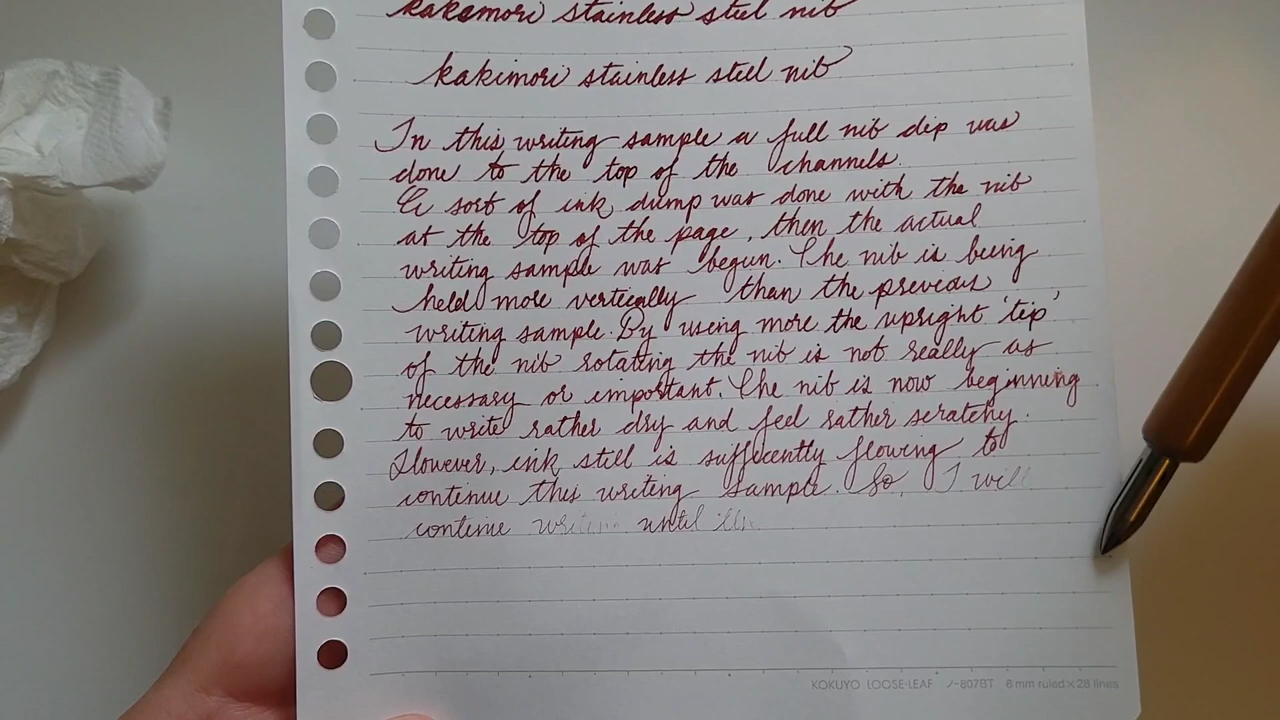 kakamori stainless steel nib
kakimori stainless steel nib
In this writing sample a full nib dip was
done to the top of the channels.
A sort of ink dump was done with the nib
at the top of the page, then the actual
writing sample was begun. The nib is being
held more vertically than the previous
writing sample. By using more the upright 'tip'
of the nib rotating the nib is not really as
necessary or important. The nib is now beginning
to write rather dry and feel rather scratchy.
However, ink still is sufficently flowing to
continue this writing sample. So, I will
continue writing until
KOKUYO LOOSE-LEAF ノ-807BT 6 mm ruled×28 lines